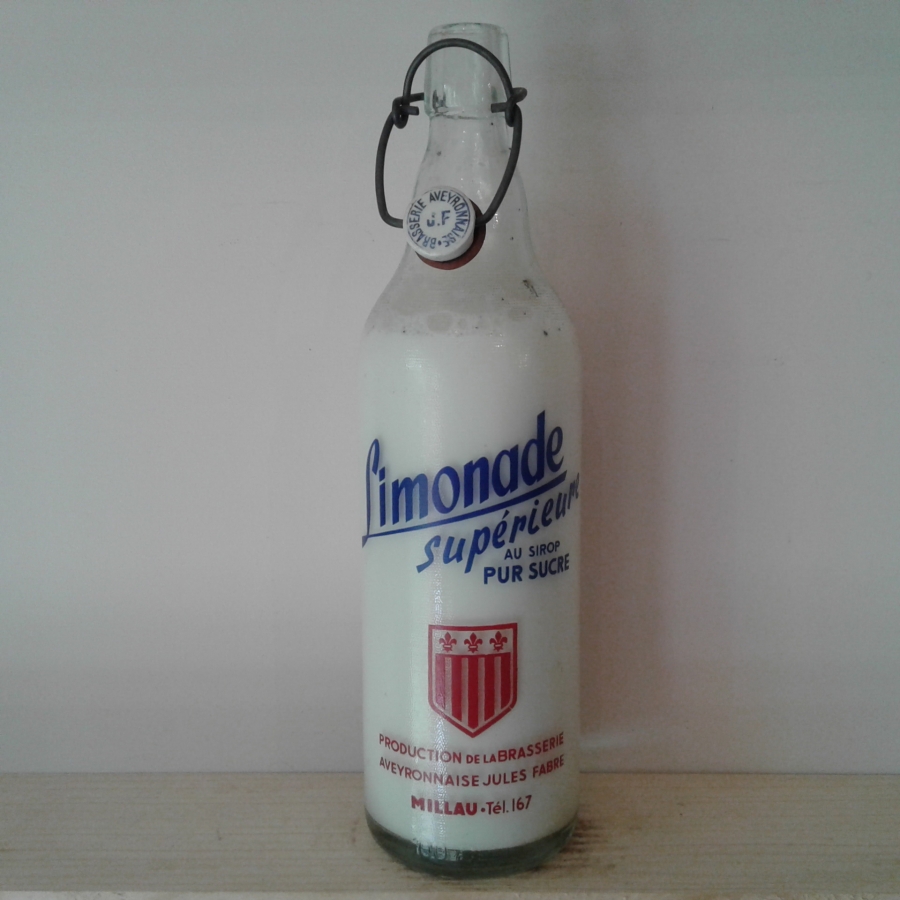 BRASSERIE AVEYRONNAISE •
J.F
Limonade
supérieure
AU SIROP
PUR SUCRE
PRODUCTION DE LA BRASSERIE
AVEYRONNAISE JULES FABRE
MILLAU • Tél. 167